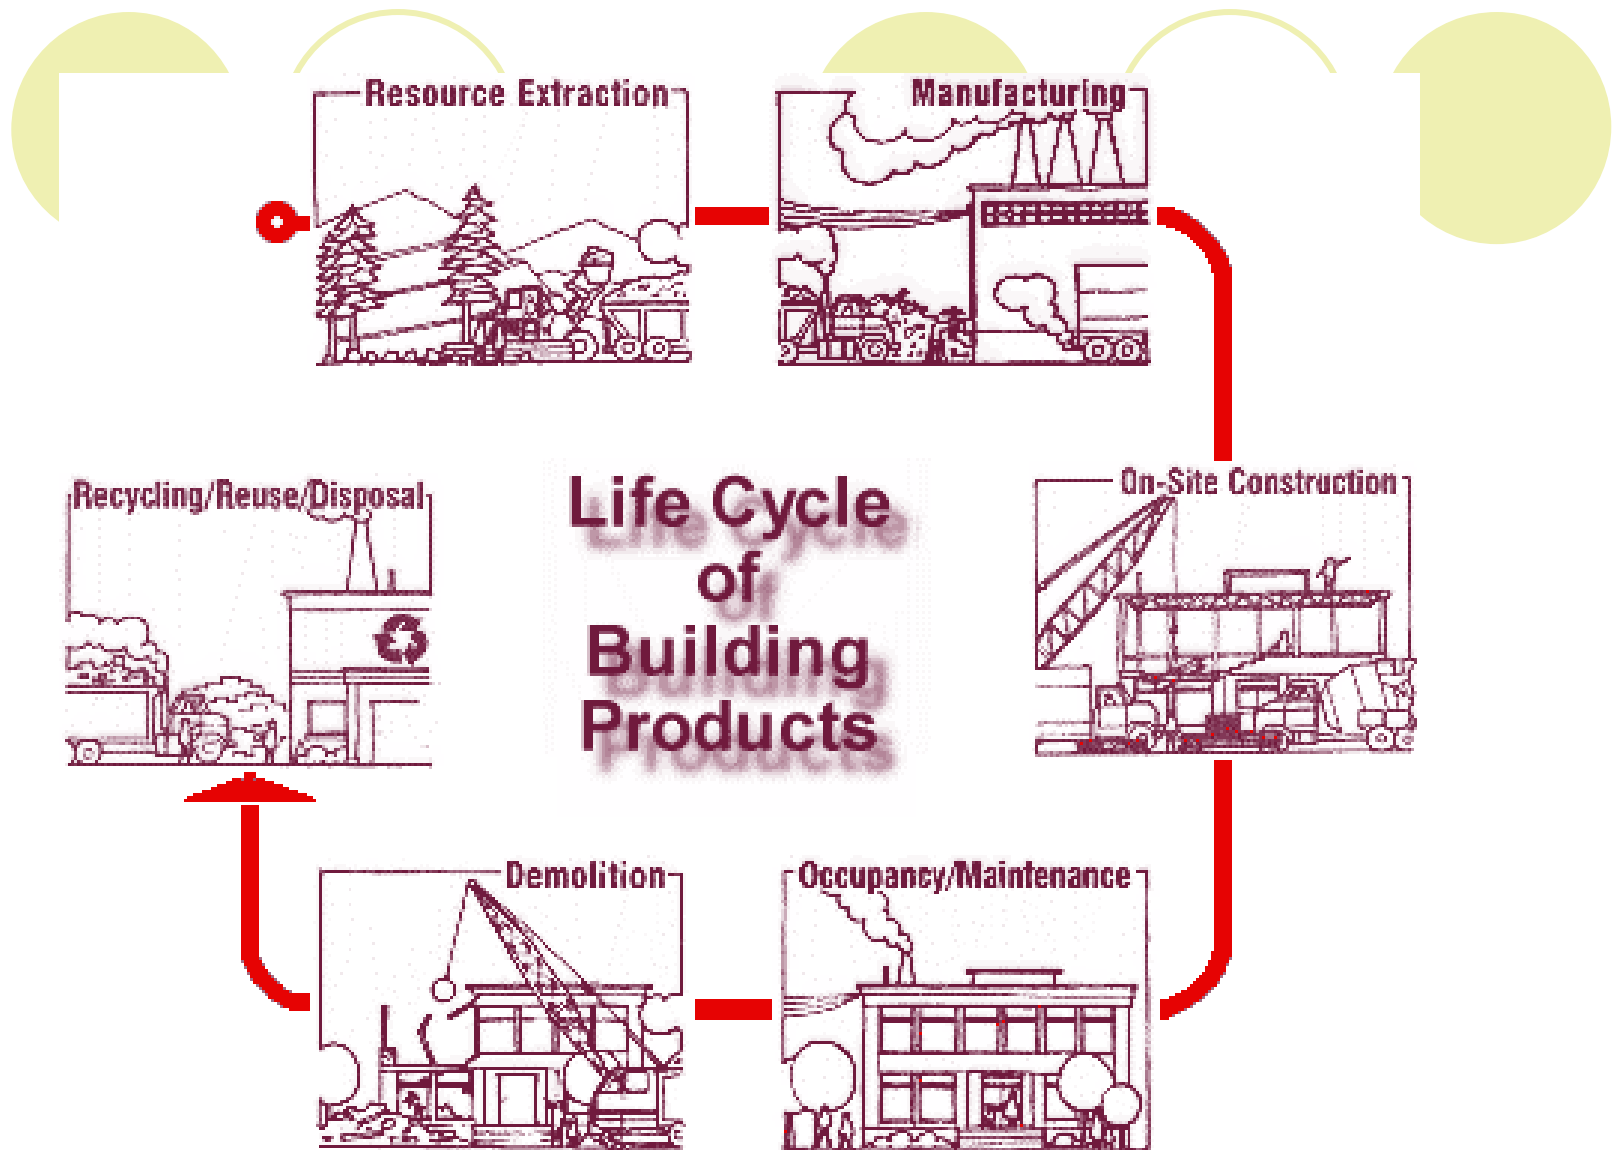 Resource Extraction
Manufacturing
Recycling/Reuse/Disposal
Life Cycle
of
Building
Products
On-Site Construction
Demolition
Occupancy/Maintenance